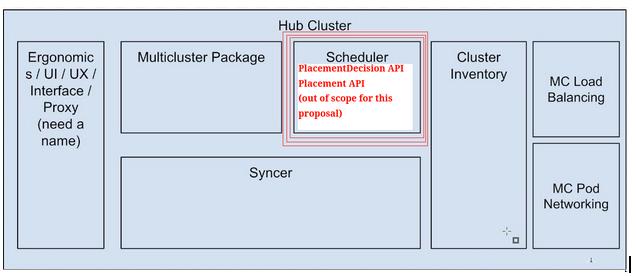 Hub Cluster
Ergonomic
s / UI / UX /
Interface /
Proxy
(need a
name)
Multicluster Package
Scheduler
PlacementDecision API
Placement API
(out of scope for this
proposal)
Syncer
Cluster
Inventory
MC Load
Balancing
MC Pod
Networking